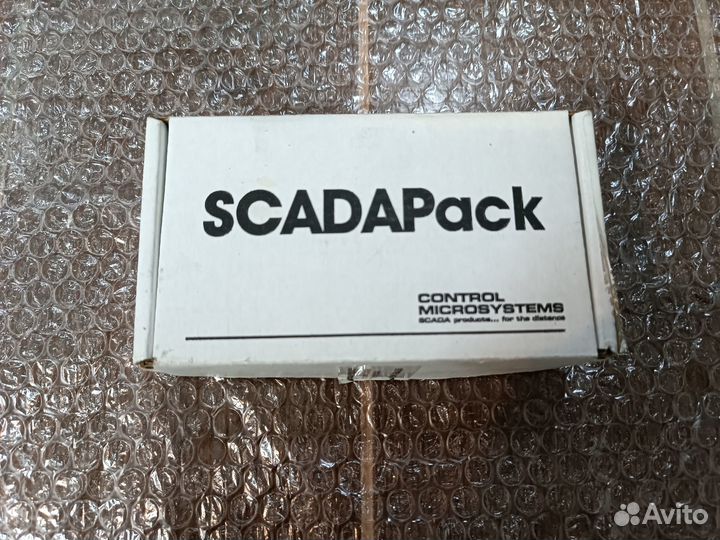 SCADAPack
CONTROL
MICROSYSTEMS
SCADA products... for the distance
Avito